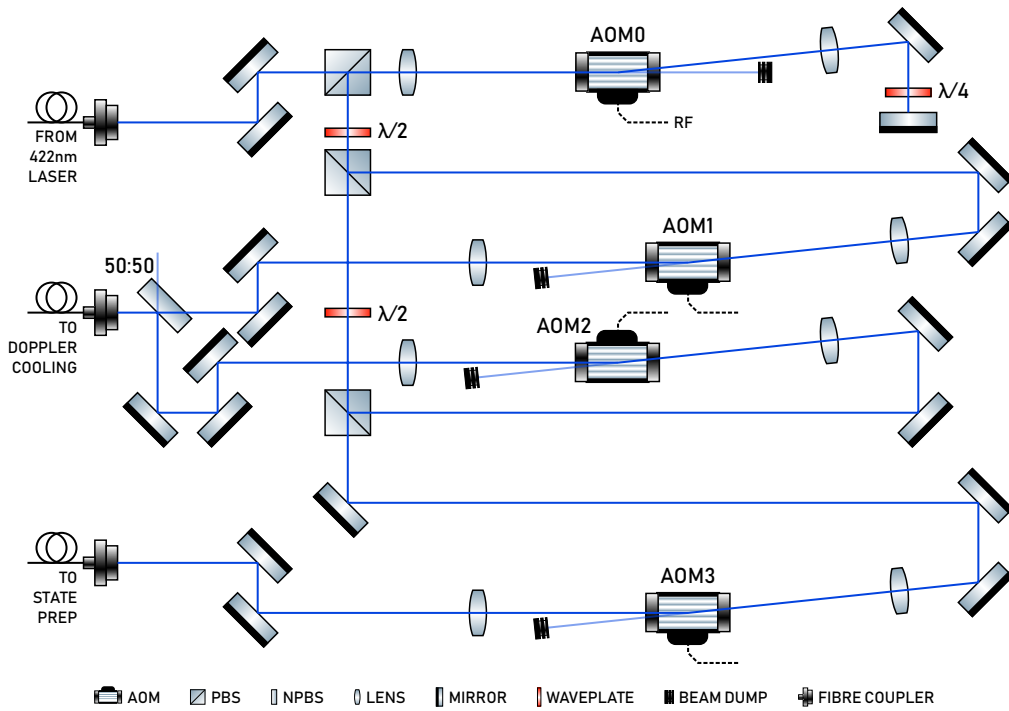 AOM0
λ/4
FROM
422nm
LASER
RF
λ/2
AOM1
50:50
TO
DOPPLER
COOLING
λ/2
AOM2
TO
STATE
PREP
AOM3
AOM PBS NPBS LENS MIRROR WAVEPLATE BEAM DUMP FIBRE COUPLER